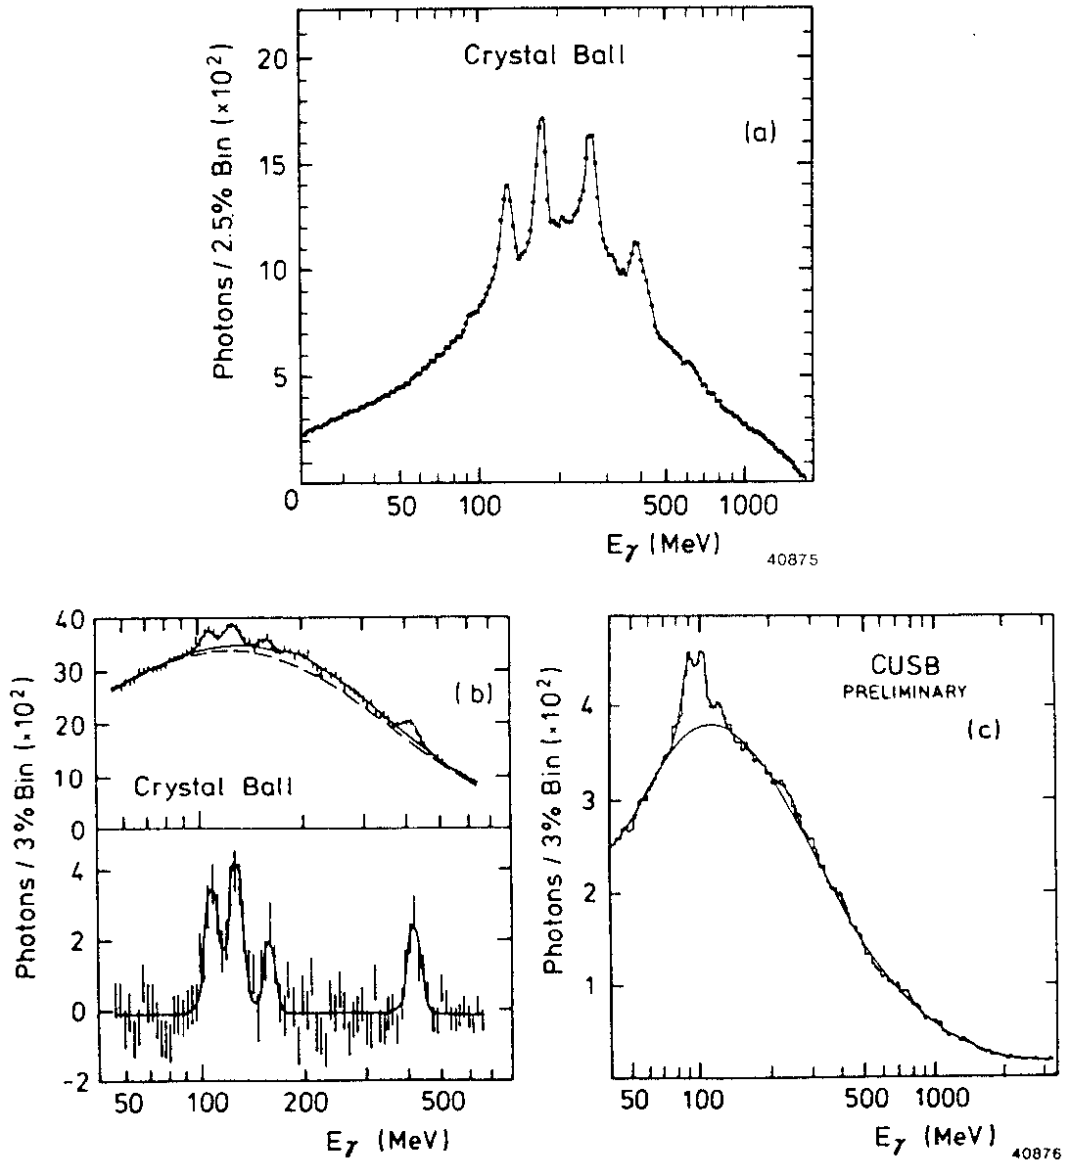 Crystal Ball
(a)
Photons / 2.5% Bin (×10²)
20
15
10
5
0
50
100
500
1000
Eγ (MeV)
40875
Crystal Ball
(b)
Photons / 3% Bin (×10²)
40
30
20
10
0
4
2
0
-2
50
100
200
500
Eγ (MeV)
CUSB
PRELIMINARY
(c)
Photons / 3% Bin (×10²)
4
3
2
1
50
100
500
1000
Eγ (MeV)
40876